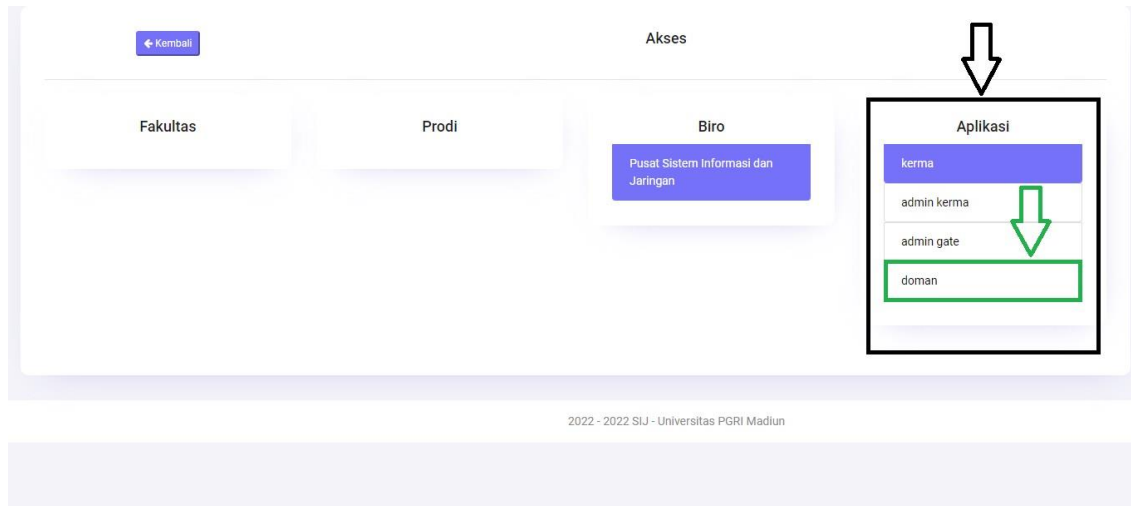 Kembali
Akses
Fakultas
Prodi
Biro
Pusat Sistem Informasi dan
Jaringan
Aplikasi
kerma
admin kerma
admin gate
doman
2022 - 2022 SIJ - Universitas PGRI Madiun